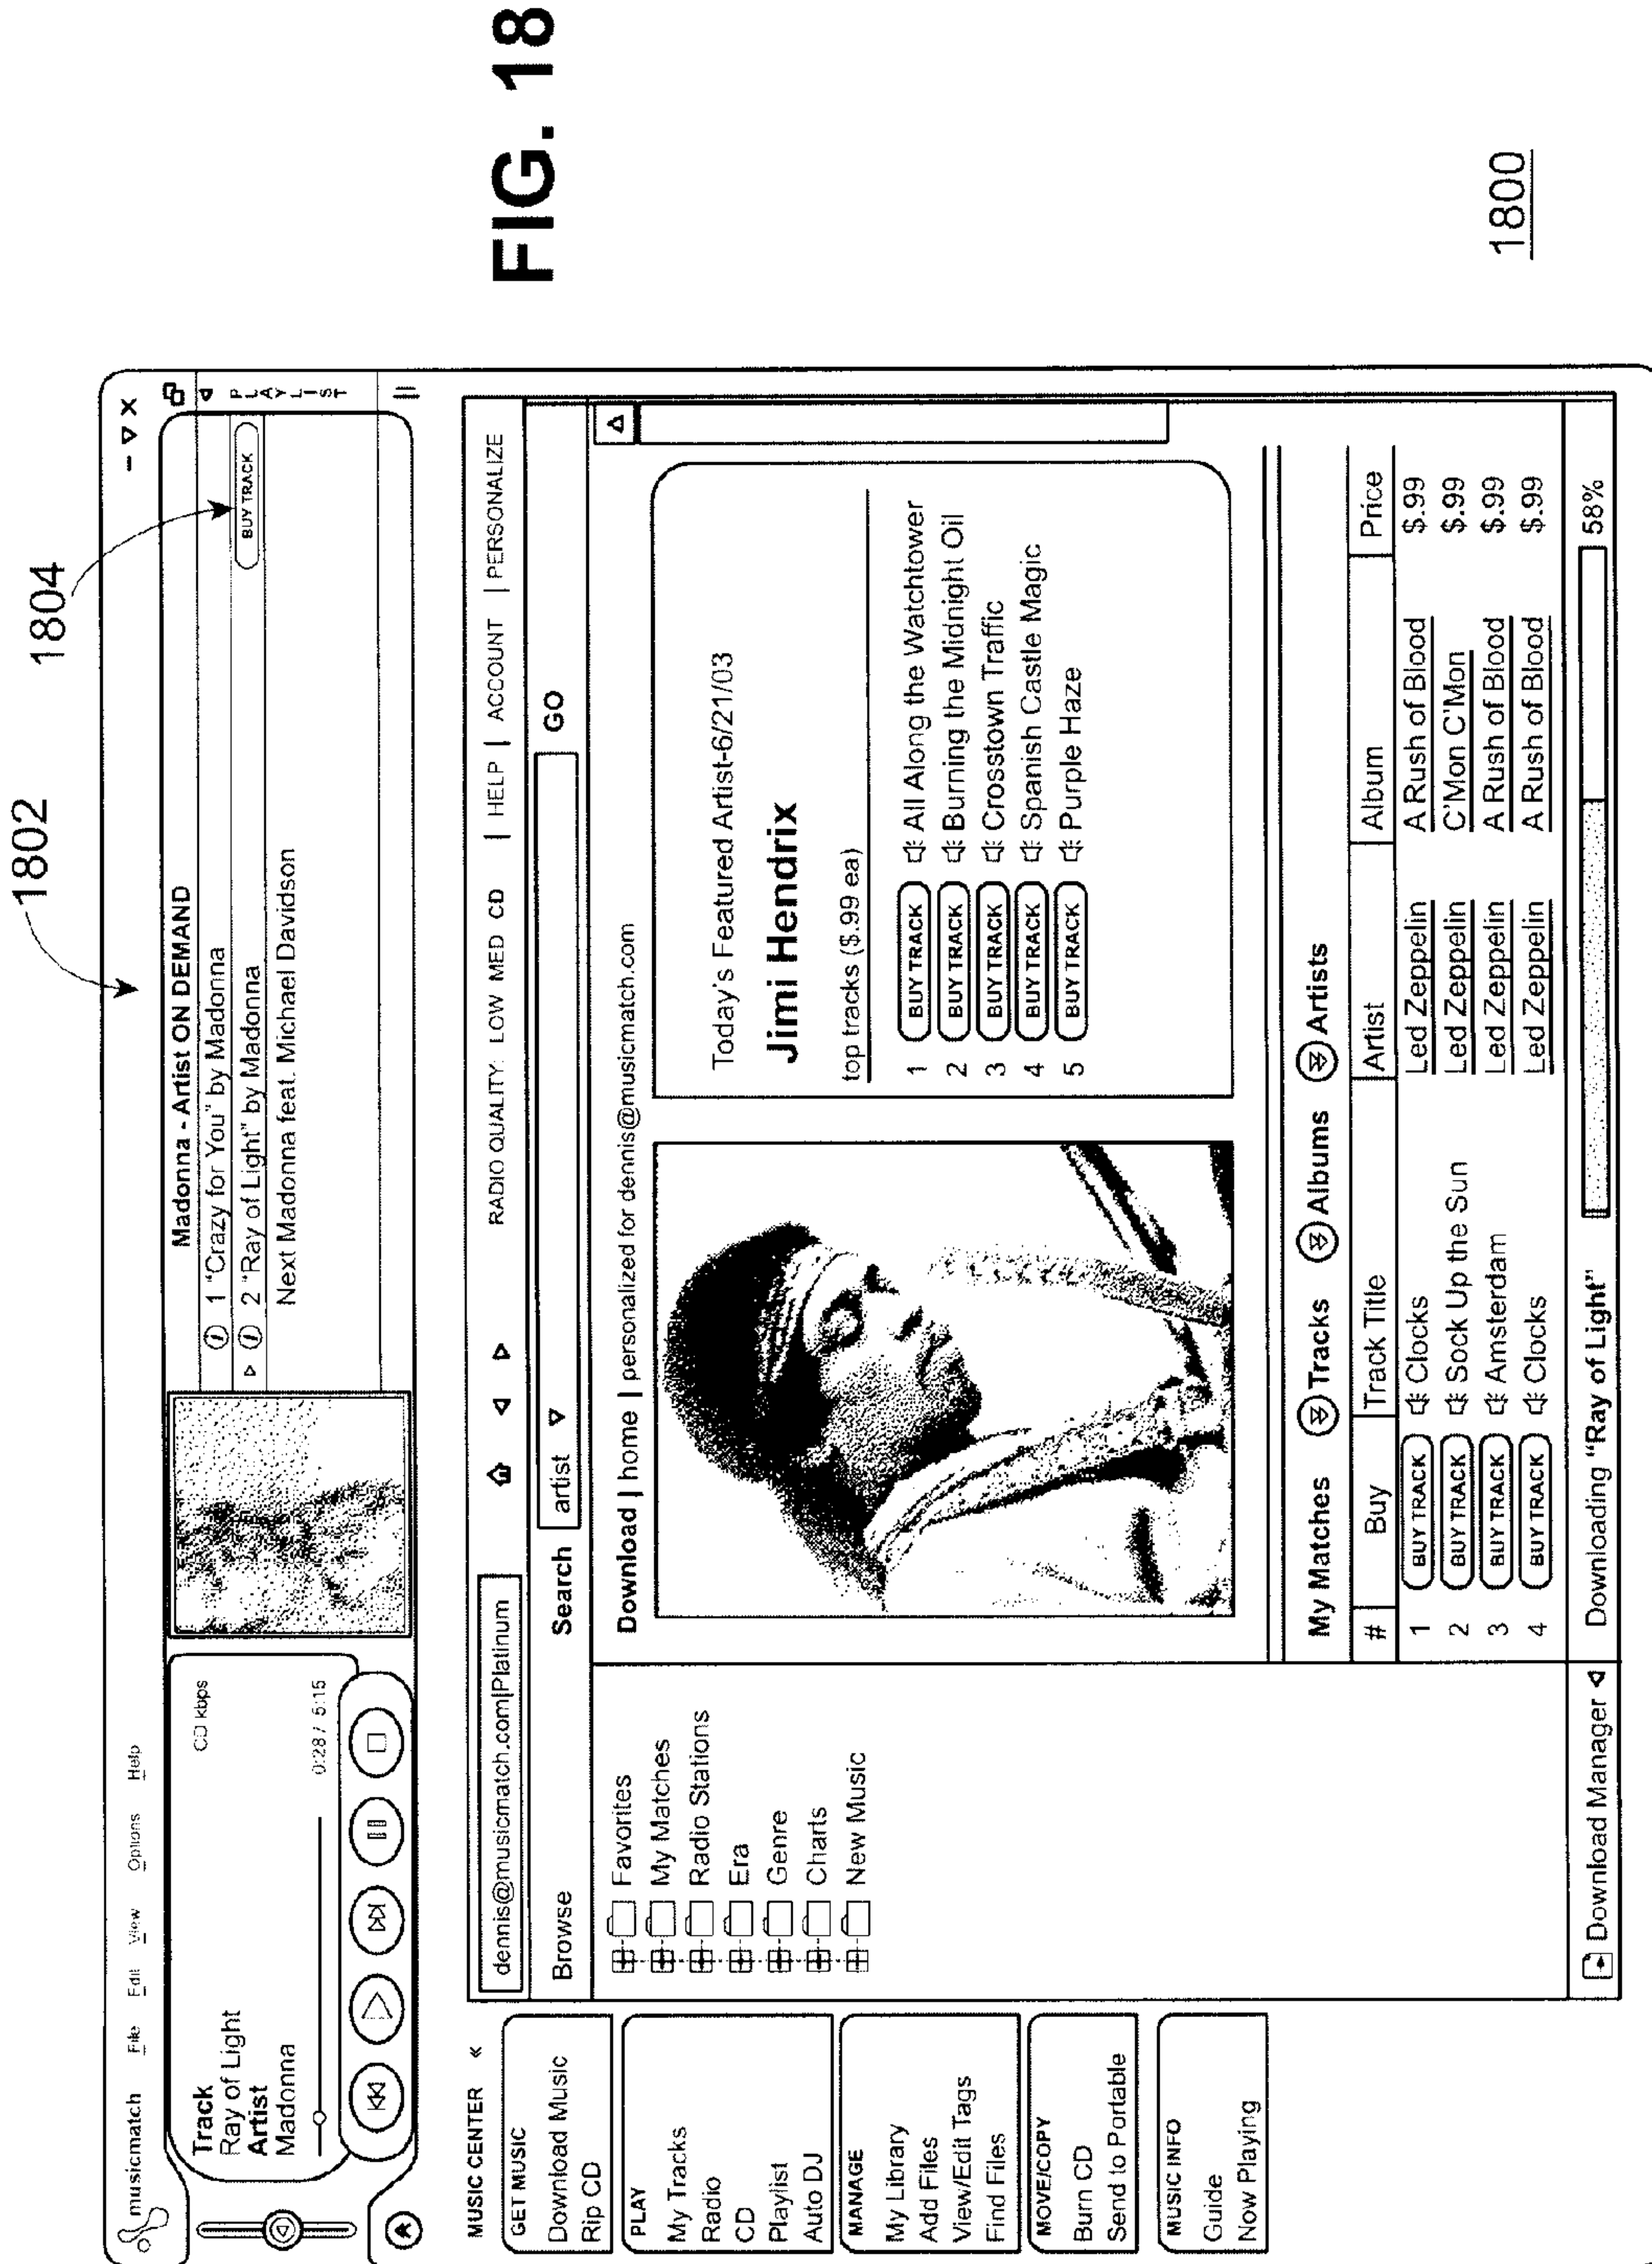 FIG. 18
1800
1802
1804
musicmatch File Edit View Options Help
Track
Ray of Light
Artist
Madonna
CD kbps
0:28 / 5:15
Madonna - Artist ON DEMAND
1 "Crazy for You" by Madonna
2 "Ray of Light" by Madonna
BUY TRACK
Next Madonna feat. Michael Davidson
PLAYLIST
MUSIC CENTER «
GET MUSIC
Download Music
Rip CD
PLAY
My Tracks
Radio
CD
Playlist
Auto DJ
MANAGE
My Library
Add Files
View/Edit Tags
Find Files
MOVE/COPY
Burn CD
Send to Portable
MUSIC INFO
Guide
Now Playing
dennis@musicmatch.com|Platinum
RADIO QUALITY: LOW MED CD | HELP | ACCOUNT | PERSONALIZE
Browse
Search artist GO
Favorites
My Matches
Radio Stations
Era
Genre
Charts
New Music
Download | home | personalized for dennis@musicmatch.com
Today's Featured Artist-6/21/03
Jimi Hendrix
top tracks ($.99 ea)
1 BUY TRACK All Along the Watchtower
2 BUY TRACK Burning the Midnight Oil
3 BUY TRACK Crosstown Traffic
4 BUY TRACK Spanish Castle Magic
5 BUY TRACK Purple Haze
My Matches Tracks Albums Artists
# Buy Track Title Artist Album Price
1 BUY TRACK Clocks Led Zeppelin A Rush of Blood $.99
2 BUY TRACK Sock Up the Sun Led Zeppelin C'Mon C'Mon $.99
3 BUY TRACK Amsterdam Led Zeppelin A Rush of Blood $.99
4 BUY TRACK Clocks Led Zeppelin A Rush of Blood $.99
Download Manager Downloading "Ray of Light" 58%